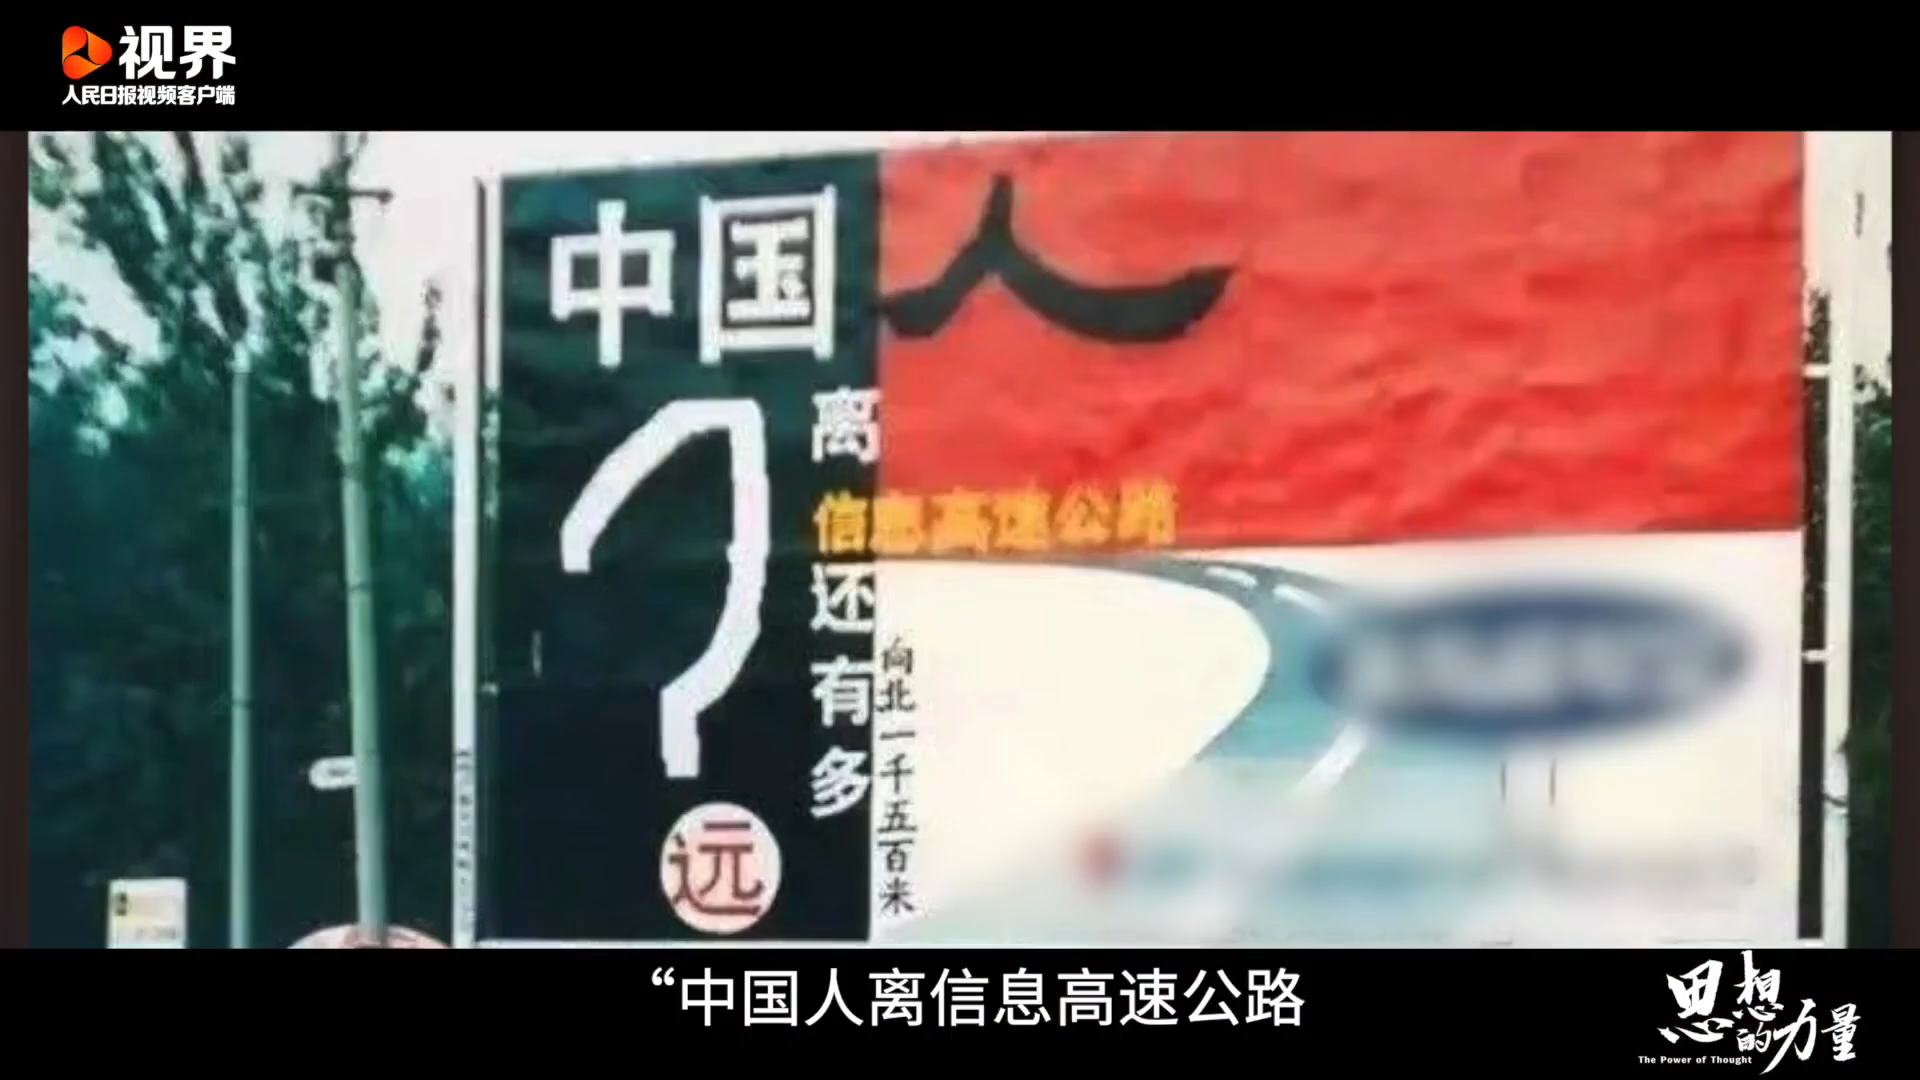 视界
人民日报视频客户端
中国人
离
信息高速公路
还有多
远
?
向北一千五百米
“中国人离信息高速公路
思想的力量
The Power of Thought